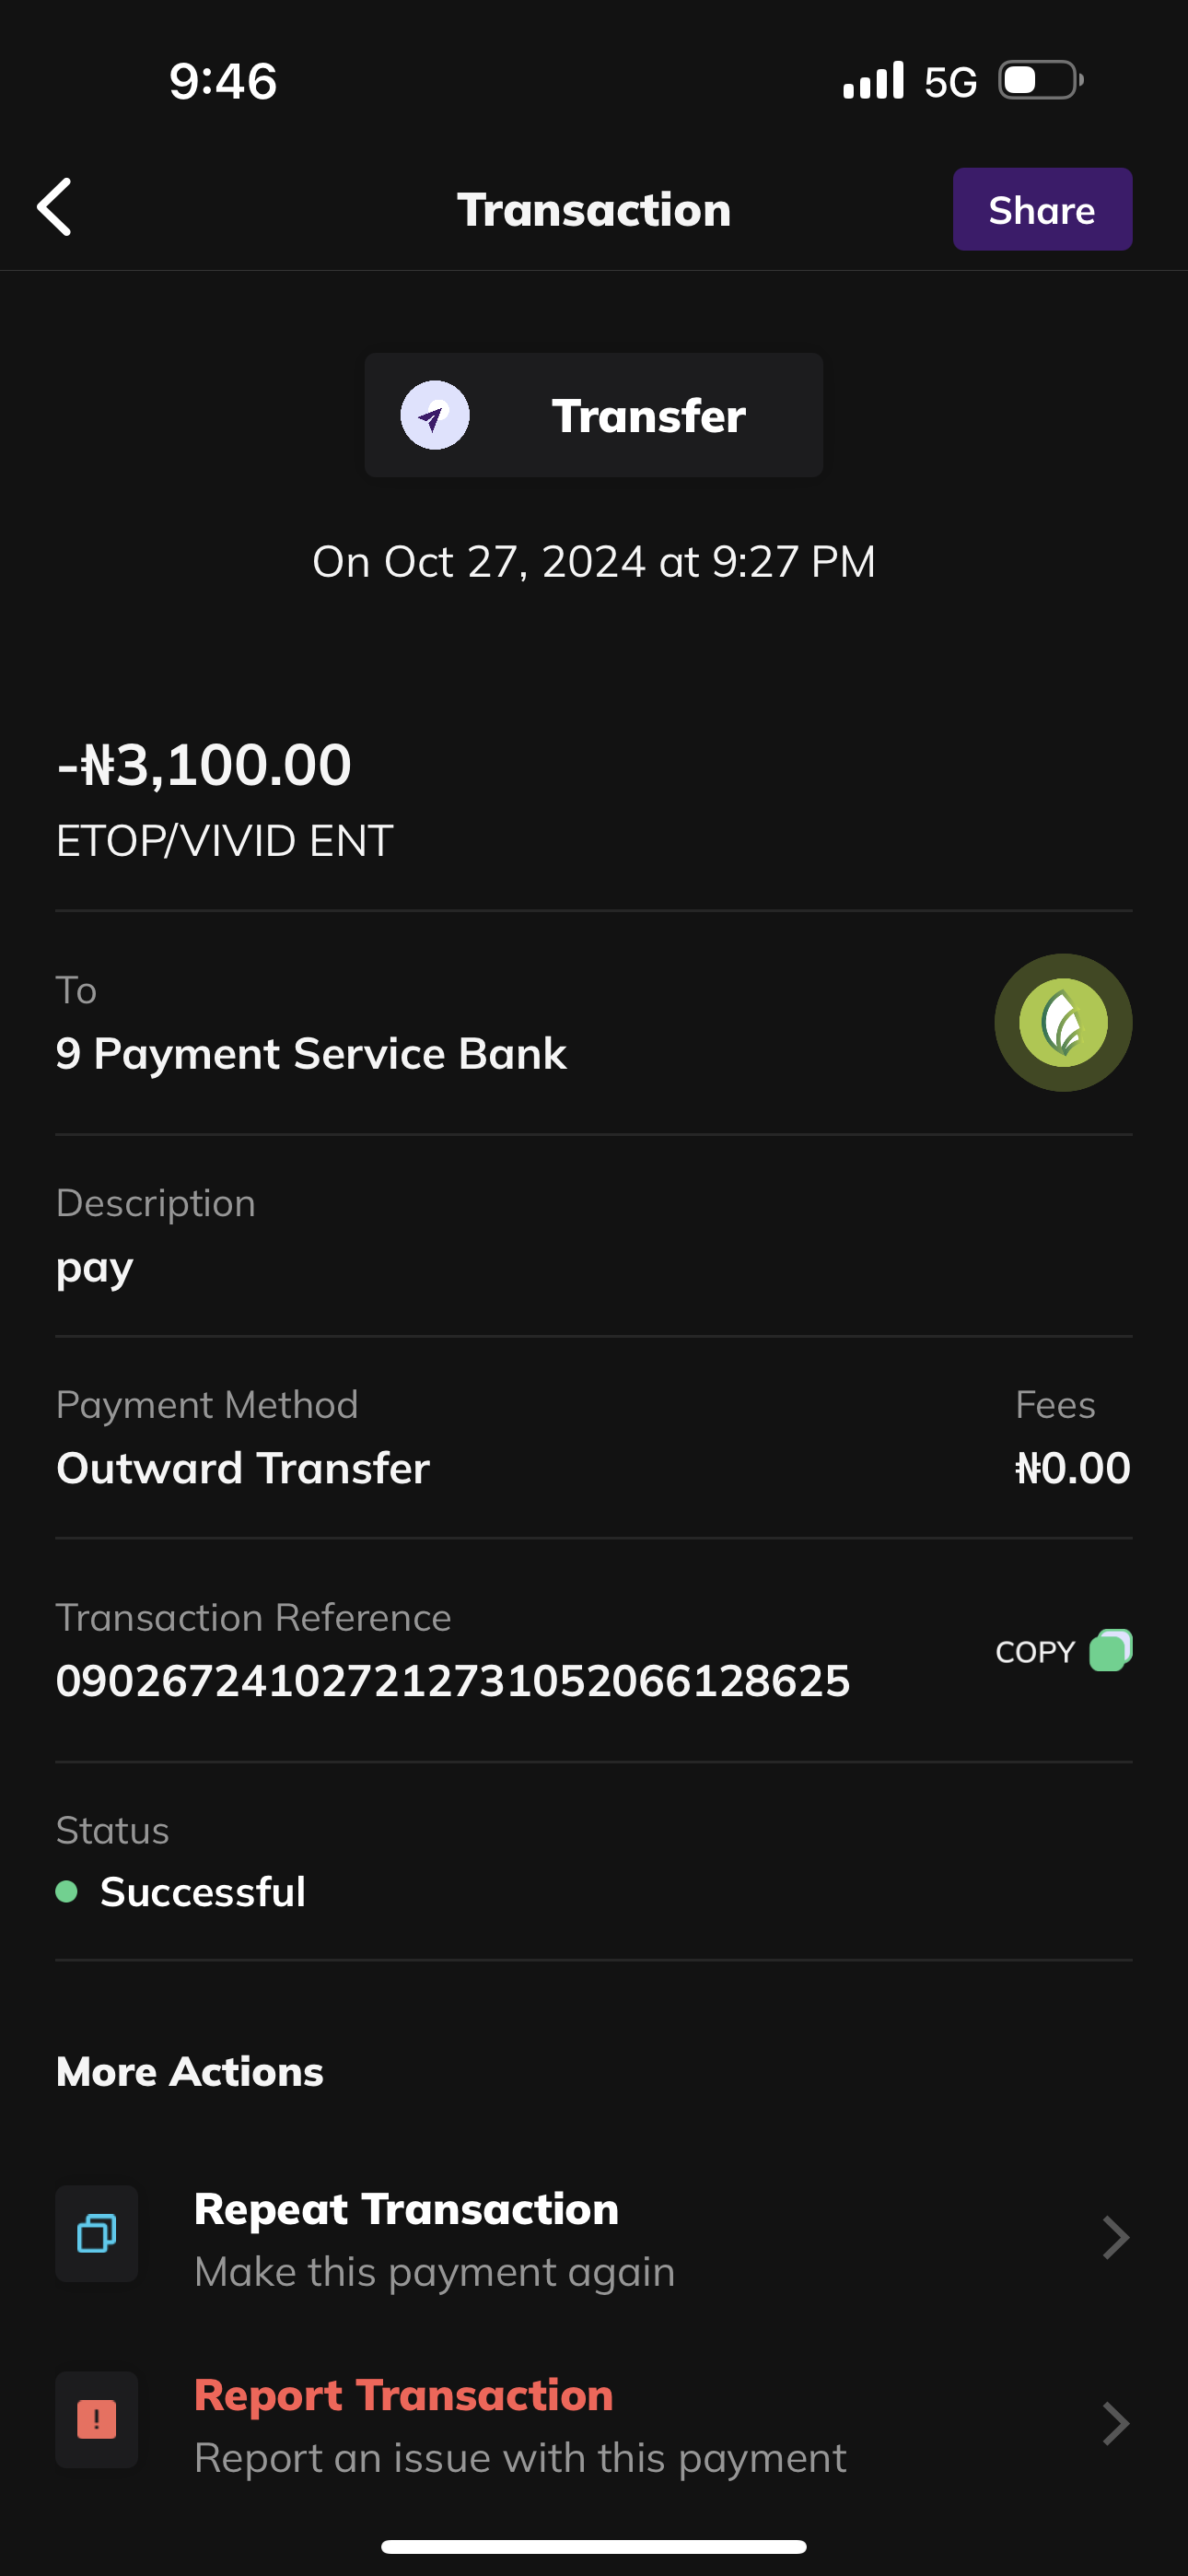 9:46
5G
Transaction
Share
Transfer
On Oct 27, 2024 at 9:27 PM
-₦3,100.00
ETOP/VIVID ENT
To
9 Payment Service Bank
Description
pay
Payment Method
Fees
Outward Transfer
₦0.00
Transaction Reference
090267241027212731052066128625
COPY
Status
Successful
More Actions
Repeat Transaction
Make this payment again
!
Report Transaction
Report an issue with this payment